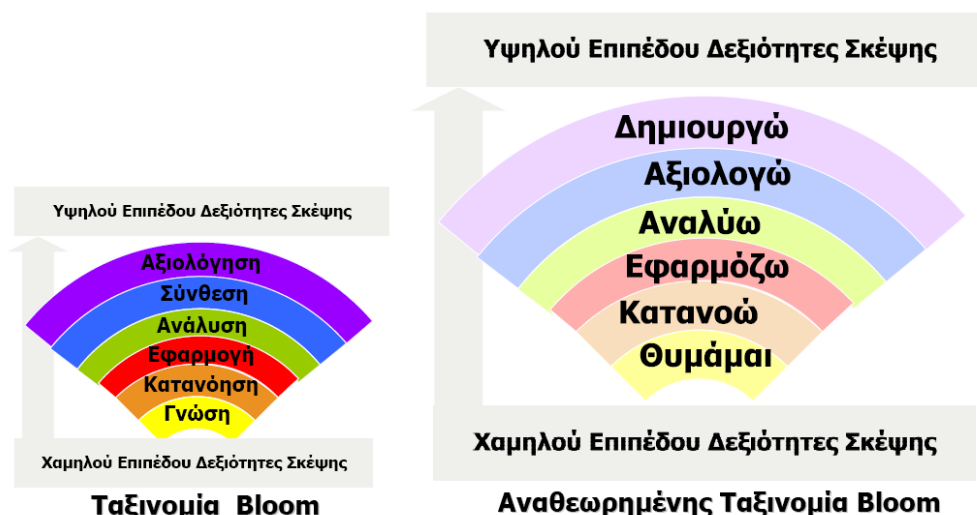 Υψηλού Επιπέδου Δεξιότητες Σκέψης
Αξιολόγηση
Σύνθεση
Ανάλυση
Εφαρμογή
Κατανόηση
Γνώση
Χαμηλού Επιπέδου Δεξιότητες Σκέψης
Ταξινομία Bloom
Υψηλού Επιπέδου Δεξιότητες Σκέψης
Δημιουργώ
Αξιολογώ
Αναλύω
Εφαρμόζω
Κατανοώ
Θυμάμαι
Χαμηλού Επιπέδου Δεξιότητες Σκέψης
Αναθεωρημένης Ταξινομία Bloom